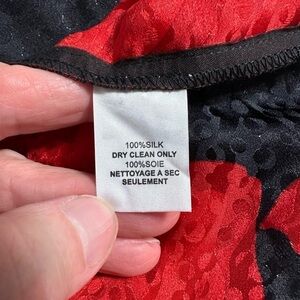 100%SILK
DRY CLEAN ONLY
100%SOIE
NETTOYAGE A SEC
SEULEMENT